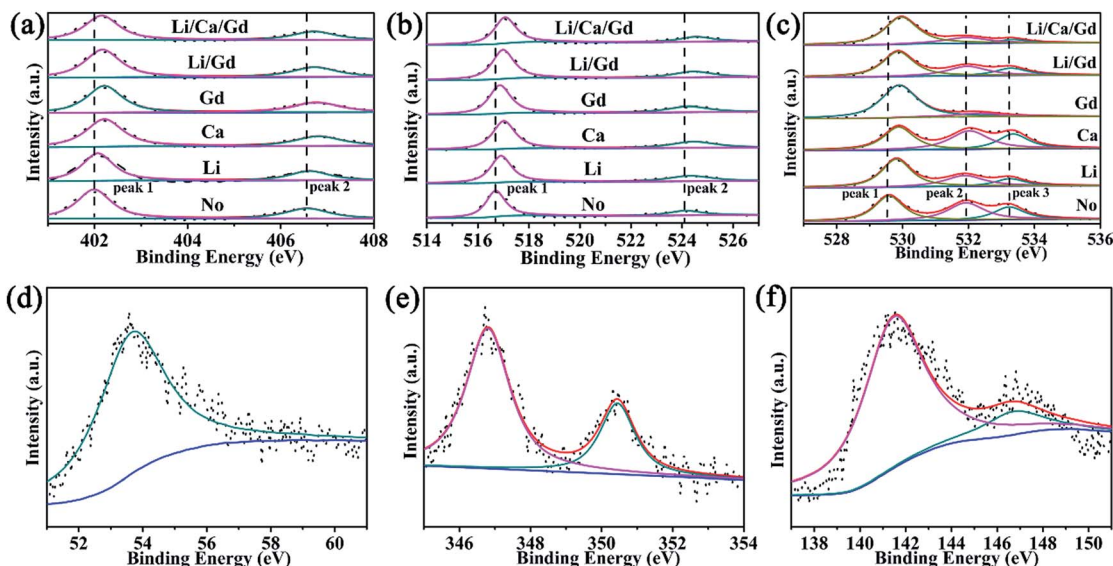 (a)
Li/Ca/Gd
Li/Gd
Gd
Ca
Li
peak 1
peak 2
No
Intensity (a.u.)
402 404 406 408
Binding Energy (eV)
(b)
Li/Ca/Gd
Li/Gd
Gd
Ca
Li
peak 1
peak 2
No
Intensity (a.u.)
514 516 518 520 522 524 526
Binding Energy (eV)
(c)
Li/Ca/Gd
Li/Gd
Gd
Ca
Li
peak 1 peak 2 peak 3
No
Intensity (a.u.)
528 530 532 534 536
Binding Energy (eV)
(d)
Intensity (a.u.)
52 54 56 58 60
Binding Energy (eV)
(e)
Intensity (a.u.)
346 348 350 352 354
Binding Energy (eV)
(f)
Intensity (a.u.)
138 140 142 144 146 148 150
Binding Energy (eV)